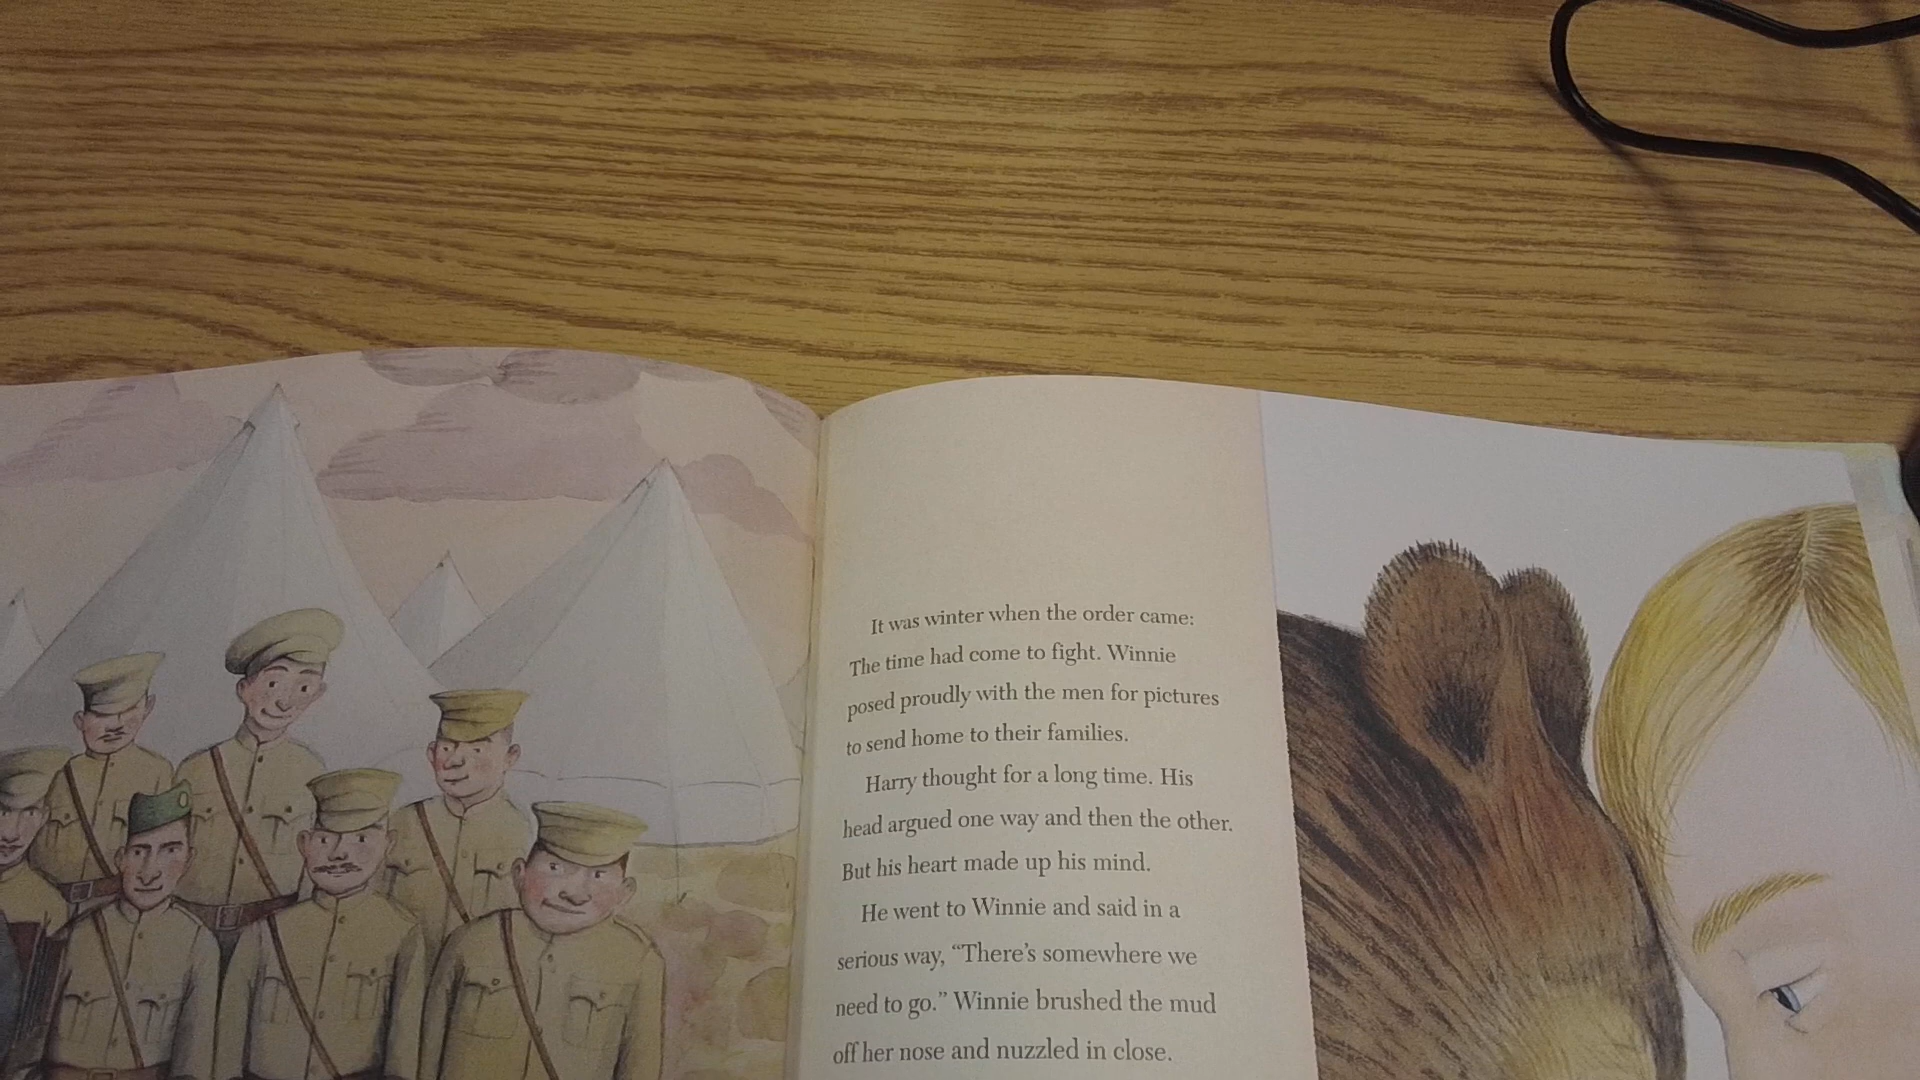 It was winter when the order came:
The time had come to fight. Winnie
posed proudly with the men for pictures
to send home to their families.
Harry thought for a long time. His
head argued one way and then the other.
But his heart made up his mind.
He went to Winnie and said in a
serious way, “There’s somewhere we
need to go.” Winnie brushed the mud
off her nose and nuzzled in close.